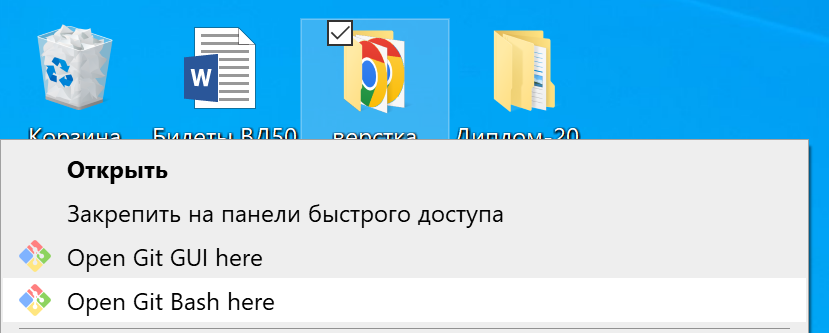 Корзина
Билеты ВД50
верстка
Диплом-20
Открыть
Закрепить на панели быстрого доступа
Open Git GUI here
Open Git Bash here